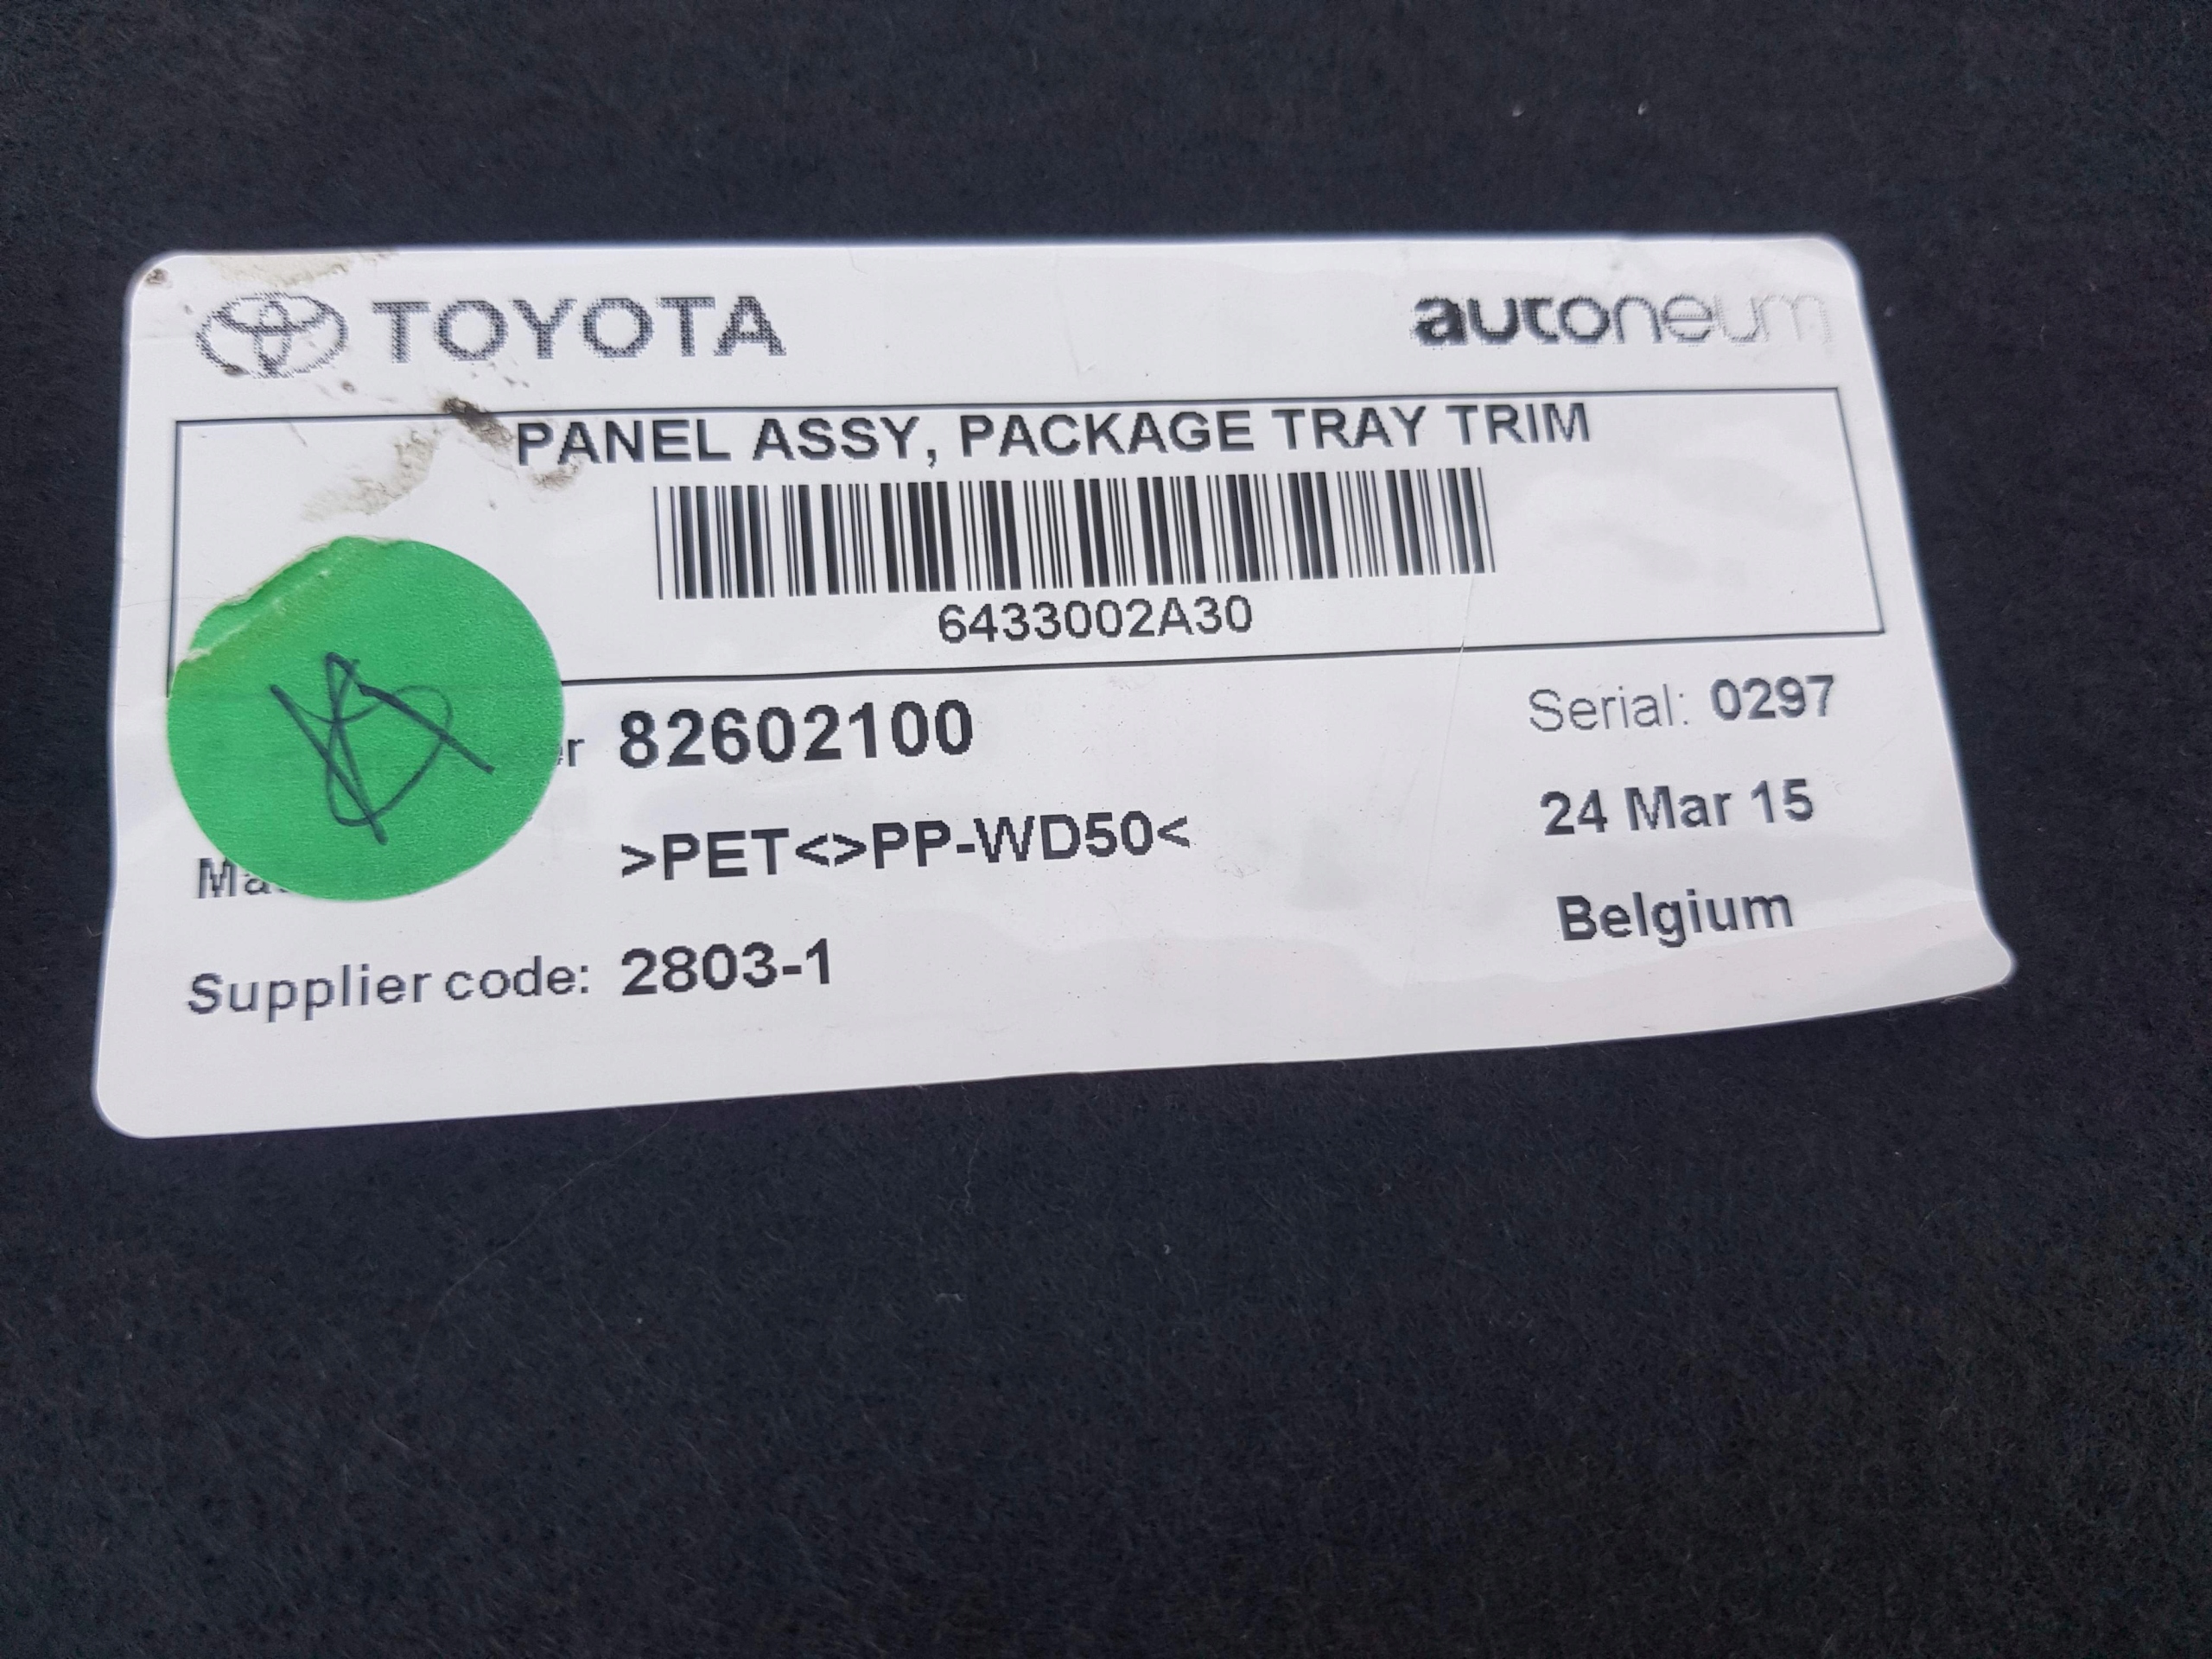 TOYOTA
autoneum
PANEL ASSY, PACKAGE TRAY TRIM
6433002A30
82602100
Serial: 0297
>PET<>PP-WD50<
24 Mar 15
Belgium
Supplier code: 2803-1